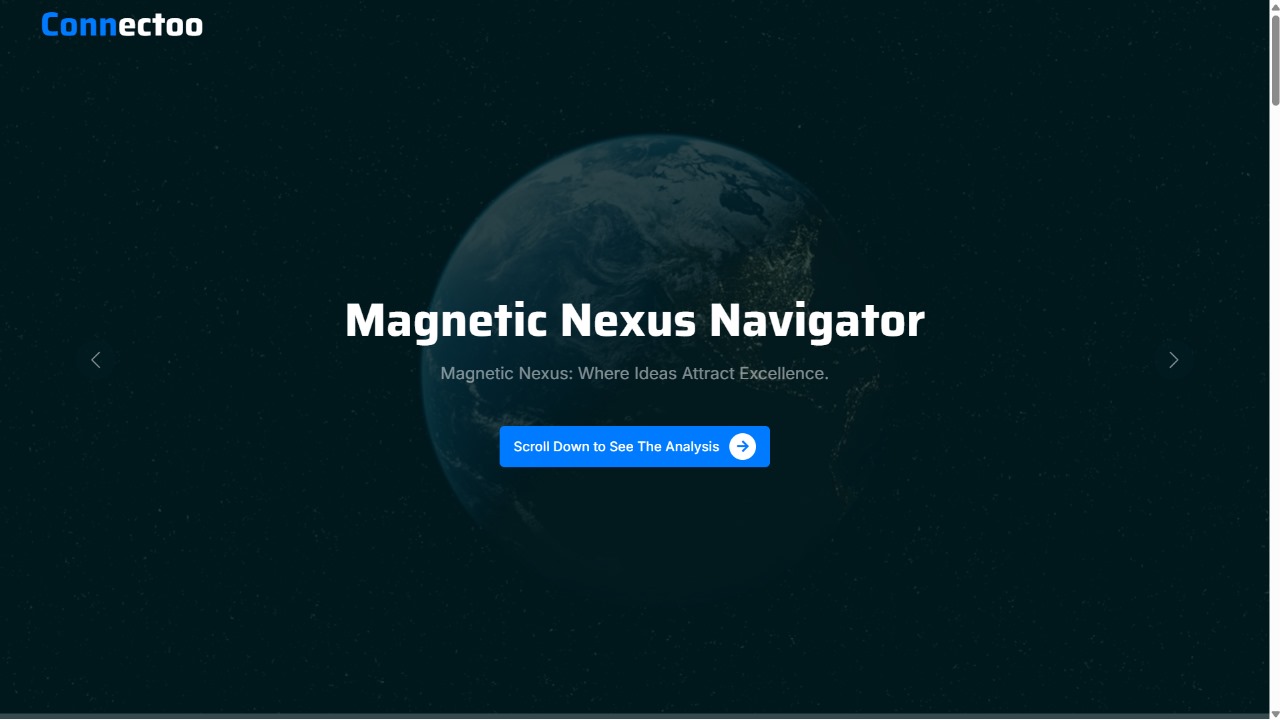 Connectoo
Magnetic Nexus Navigator
Magnetic Nexus: Where Ideas Attract Excellence.
Scroll Down to See The Analysis